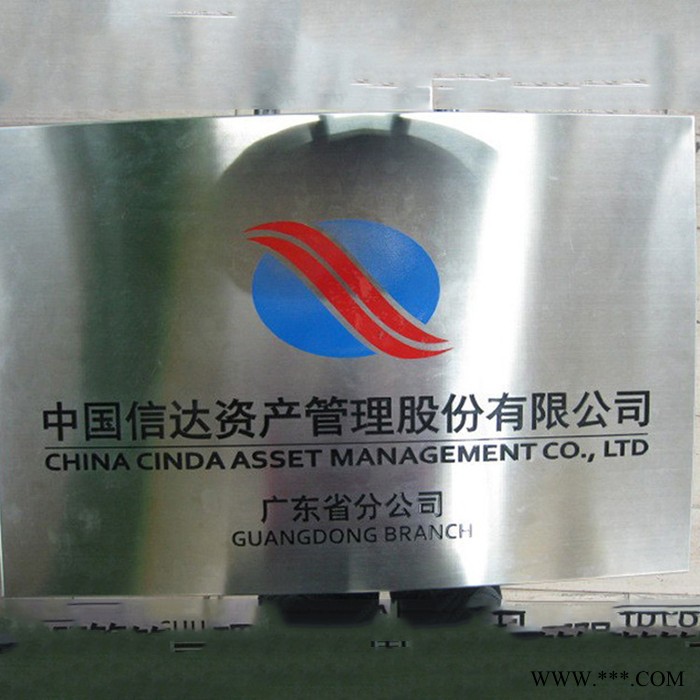 中国信达资产管理股份有限公司
CHINA CINDA ASSET MANAGEMENT CO., LTD
广东省分公司
GUANGDONG BRANCH
WWW.***.COM